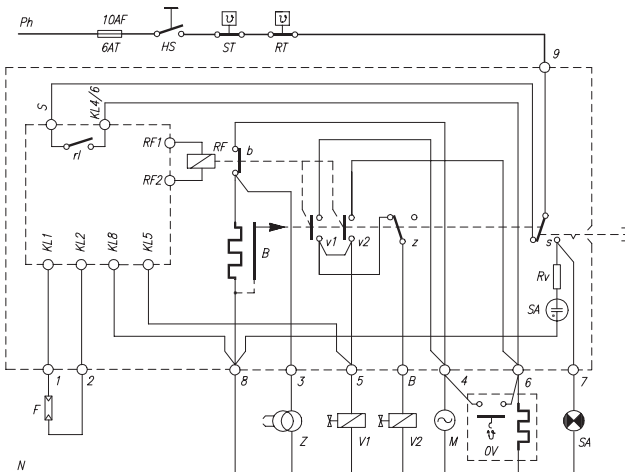 Ph
10AF
6AT
HS
ST
RT
9
S
KL4/6
r1
RF1
RF
b
RF2
KL1
KL2
KL8
KL5
B
v1
v2
z
s
Rv
SA
1
2
8
3
5
B
4
6
7
F
Z
V1
V2
M
ϑ
OV
SA
N